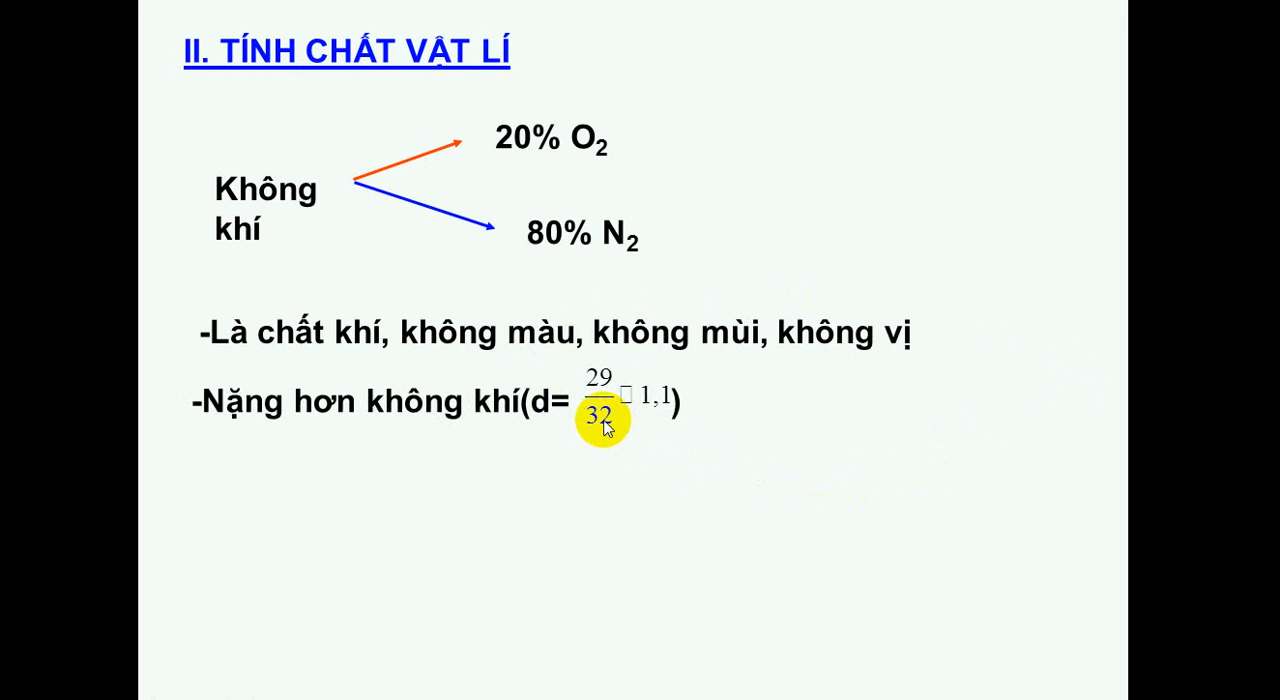 II. TÍNH CHẤT VẬT LÍ
20% O₂
Không
khí
80% N₂
-Là chất khí, không màu, không mùi, không vị
-Nặng hơn không khí(d= 29/32 □ 1,1)